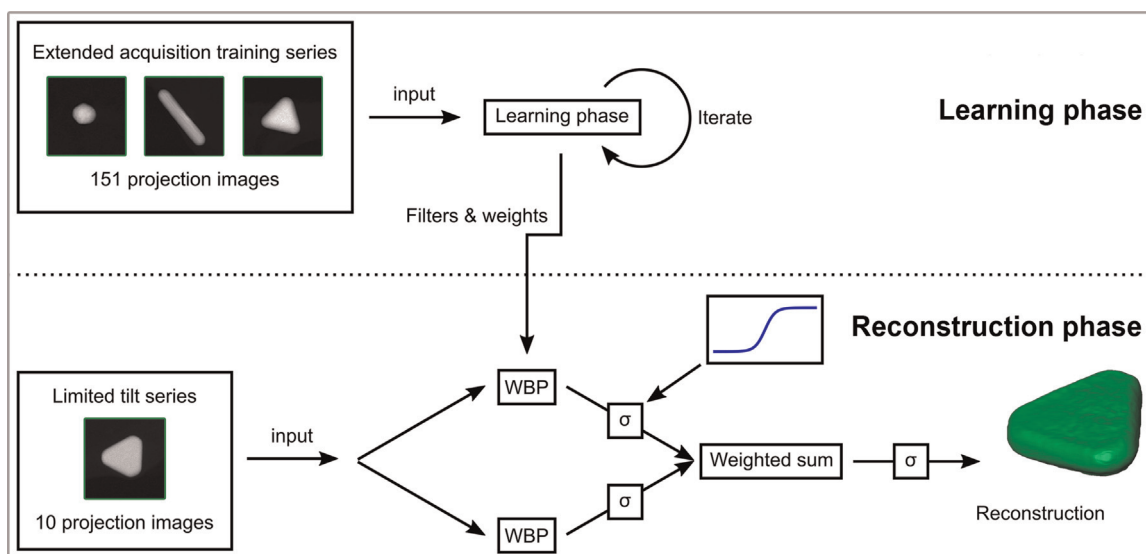 Extended acquisition training series
151 projection images
input
Learning phase
Iterate
Learning phase
Filters & weights
Reconstruction phase
Limited tilt series
10 projection images
input
WBP
σ
WBP
σ
Weighted sum
σ
Reconstruction